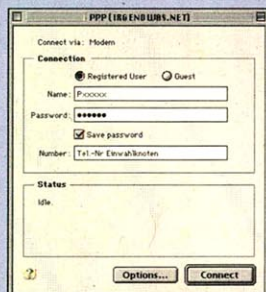 PPP [IRGENDWAS.NET]
Connect via: Modem
Connection
Registered User Guest
Name: Pxxxxxx
Password: ••••••
Save password
Number: Tel.-Nr Einwahlknoten
Status
Idle.
? Options... Connect